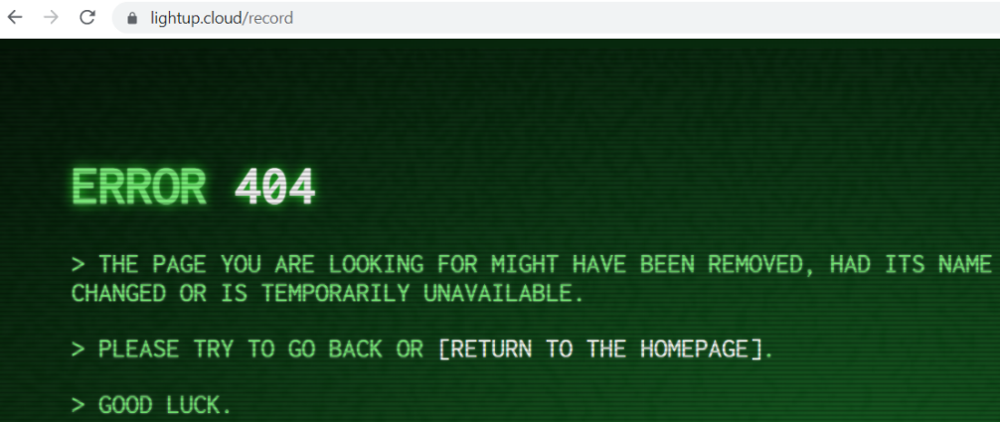 lightup.cloud/record
ERROR 404
> THE PAGE YOU ARE LOOKING FOR MIGHT HAVE BEEN REMOVED, HAD ITS NAME
CHANGED OR IS TEMPORARILY UNAVAILABLE.
> PLEASE TRY TO GO BACK OR [RETURN TO THE HOMEPAGE].
> GOOD LUCK.